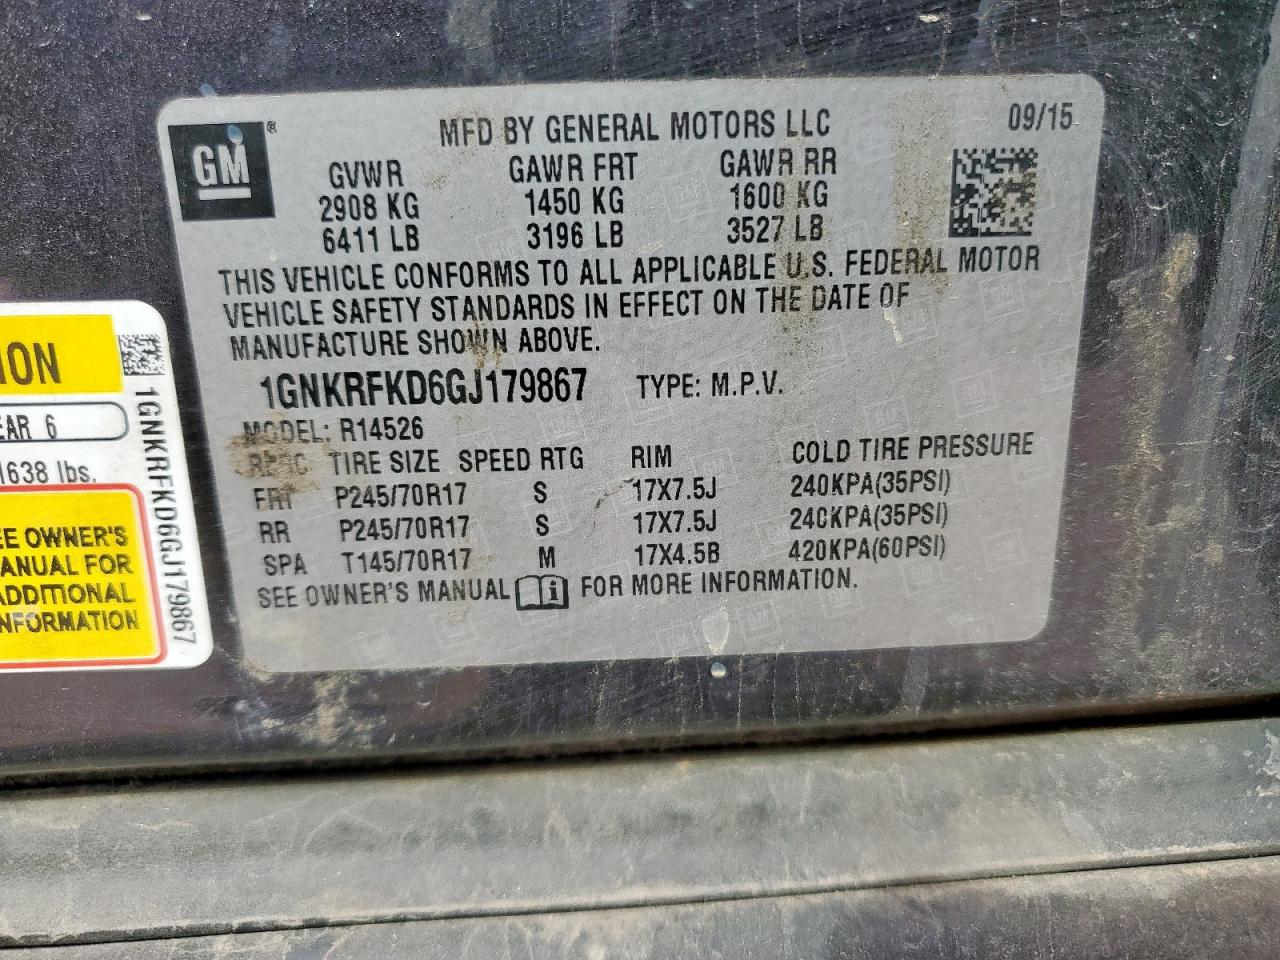 GM
®
MFD BY GENERAL MOTORS LLC
09/15
GVWR GAWR FRT GAWR RR
2908 KG 1450 KG 1600 KG
6411 LB 3196 LB 3527 LB
THIS VEHICLE CONFORMS TO ALL APPLICABLE U.S. FEDERAL MOTOR
VEHICLE SAFETY STANDARDS IN EFFECT ON THE DATE OF
MANUFACTURE SHOWN ABOVE.
1GNKRFKD6GJ179867 TYPE: M.P.V.
MODEL: R14526
TIRE SIZE SPEED RTG RIM COLD TIRE PRESSURE
FRT P245/70R17 S 17X7.5J 240KPA(35PSI)
RR P245/70R17 S 17X7.5J 240KPA(35PSI)
SPA T145/70R17 M 17X4.5B 420KPA(60PSI)
SEE OWNER'S MANUAL FOR MORE INFORMATION.
ION
EAR 6
1638 lbs.
EE OWNER'S
ANUAL FOR
ADDITIONAL
NFORMATION
1GNKRFKD6GJ179867